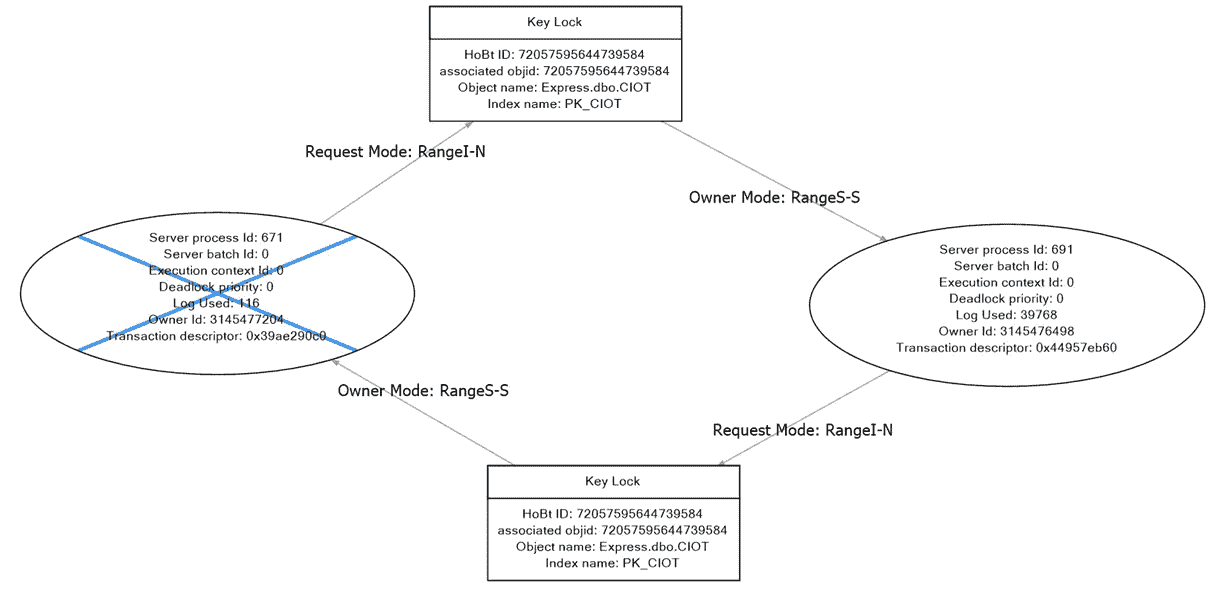 Key Lock
HoBt ID: 72057595644739584
associated objid: 72057595644739584
Object name: Express.dbo.CIOT
Index name: PK_CIOT
Request Mode: RangeI-N
Owner Mode: RangeS-S
Server process Id: 671
Server batch Id: 0
Execution context Id: 0
Deadlock priority: 0
Log Used: 116
Owner Id: 3145477204
Transaction descriptor: 0x39ae290c0
Server process Id: 691
Server batch Id: 0
Execution context Id: 0
Deadlock priority: 0
Log Used: 39768
Owner Id: 3145476498
Transaction descriptor: 0x44957eb60
Owner Mode: RangeS-S
Request Mode: RangeI-N
Key Lock
HoBt ID: 72057595644739584
associated objid: 72057595644739584
Object name: Express.dbo.CIOT
Index name: PK_CIOT